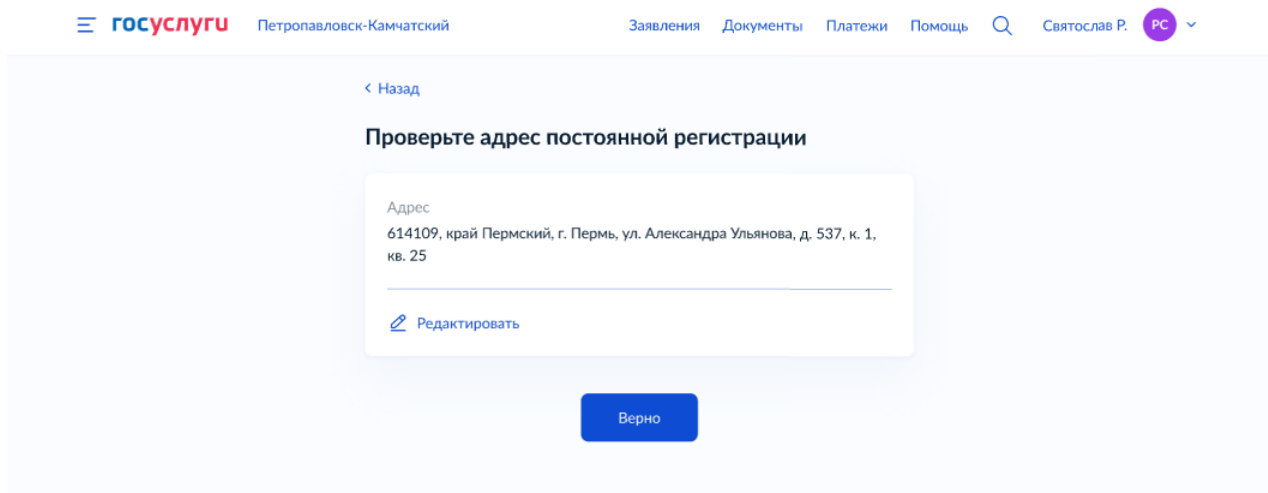 госуслуги Петропавловск-Камчатский Заявления Документы Платежи Помощь Святослав Р. РС
Назад
Проверьте адрес постоянной регистрации
Адрес
614109, край Пермский, г. Пермь, ул. Александра Ульянова, д. 537, к. 1,
кв. 25
Редактировать
Верно